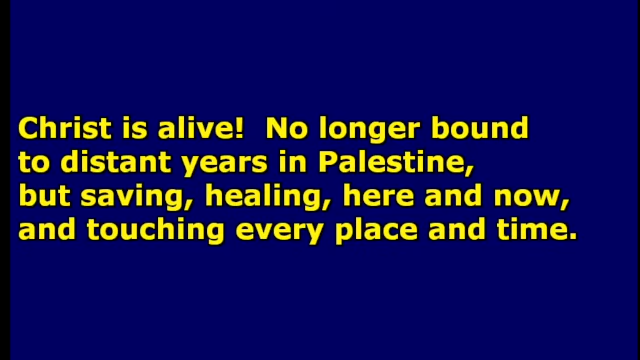 Christ is alive!  No longer bound
to distant years in Palestine,
but saving, healing, here and now,
and touching every place and time.